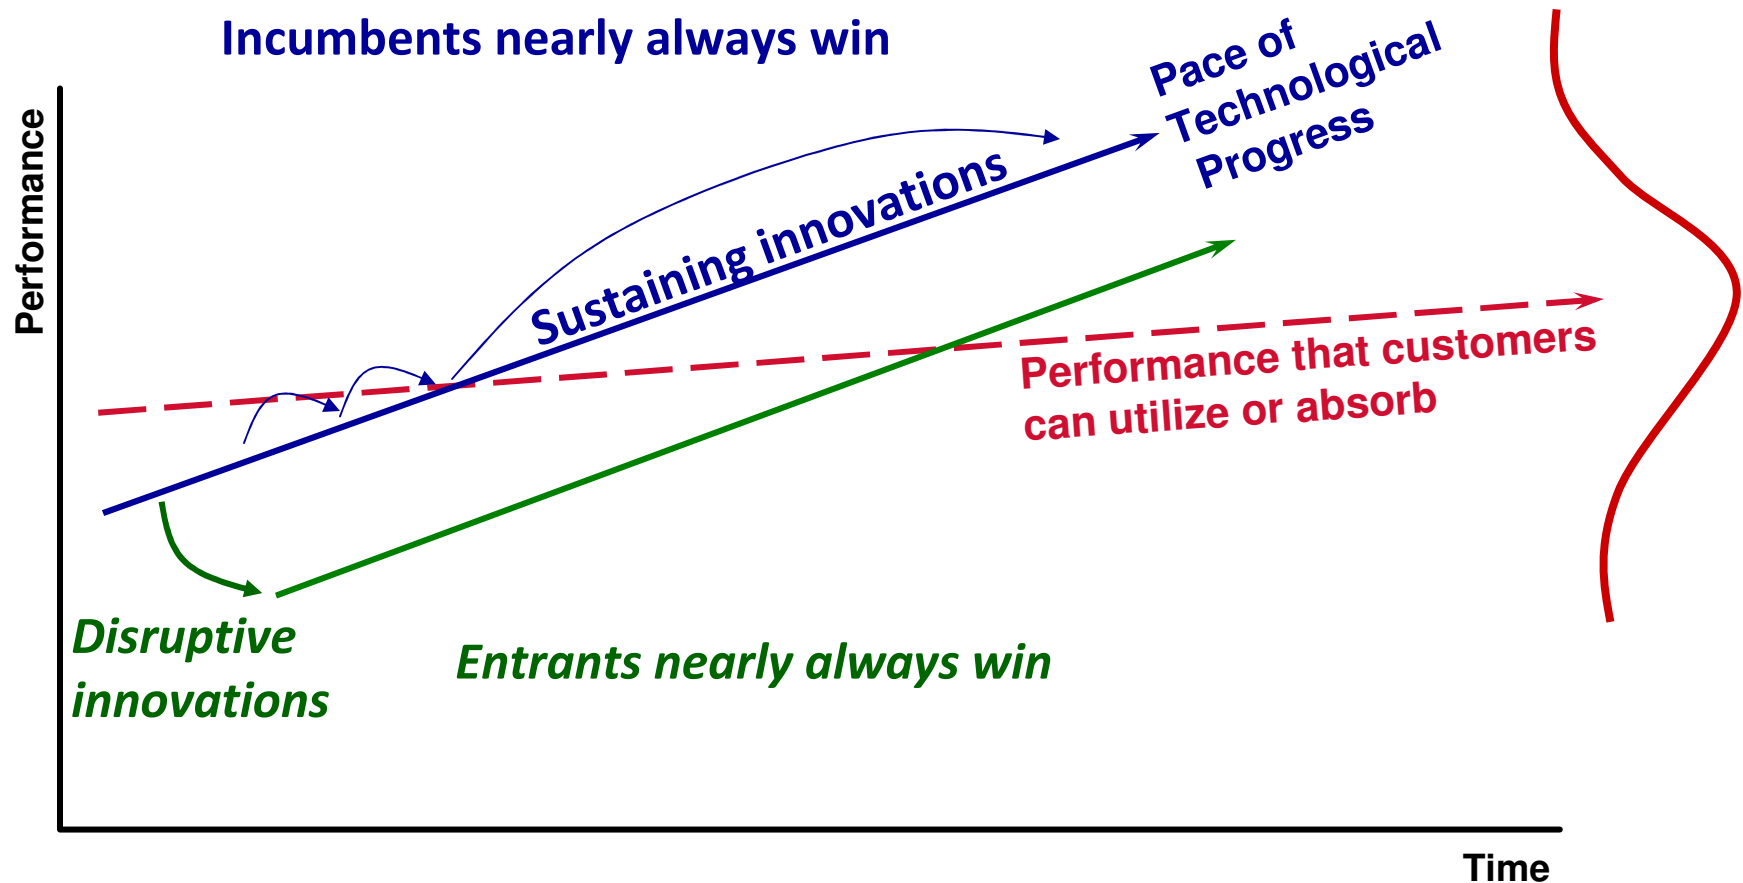 Incumbents nearly always win
Pace of
Technological
Progress
Performance
Sustaining innovations
Performance that customers
can utilize or absorb
Disruptive
innovations
Entrants nearly always win
Time